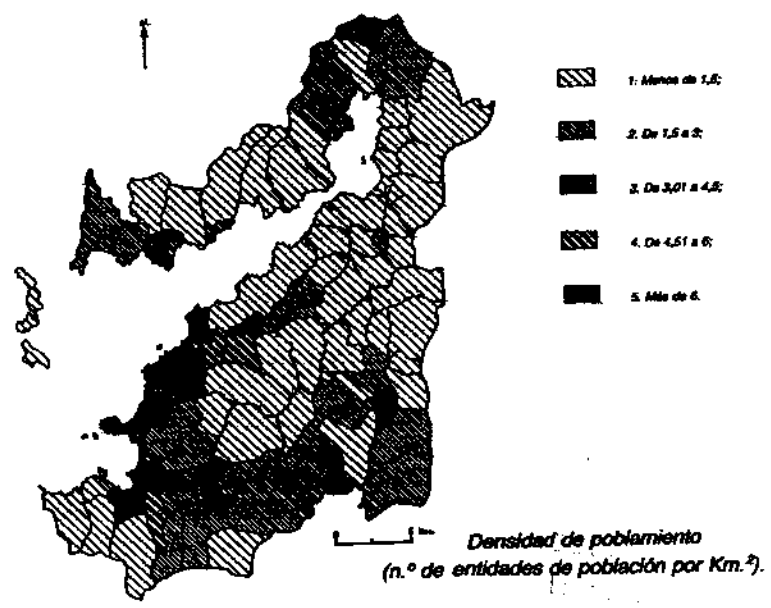 N.
1: Menos de 1,5;
2. De 1,5 a 3;
3. De 3,01 a 4,5;
4. De 4,51 a 6;
5. Más de 6.
Densidad de poblamiento
(n.º de entidades de población por Km.²).